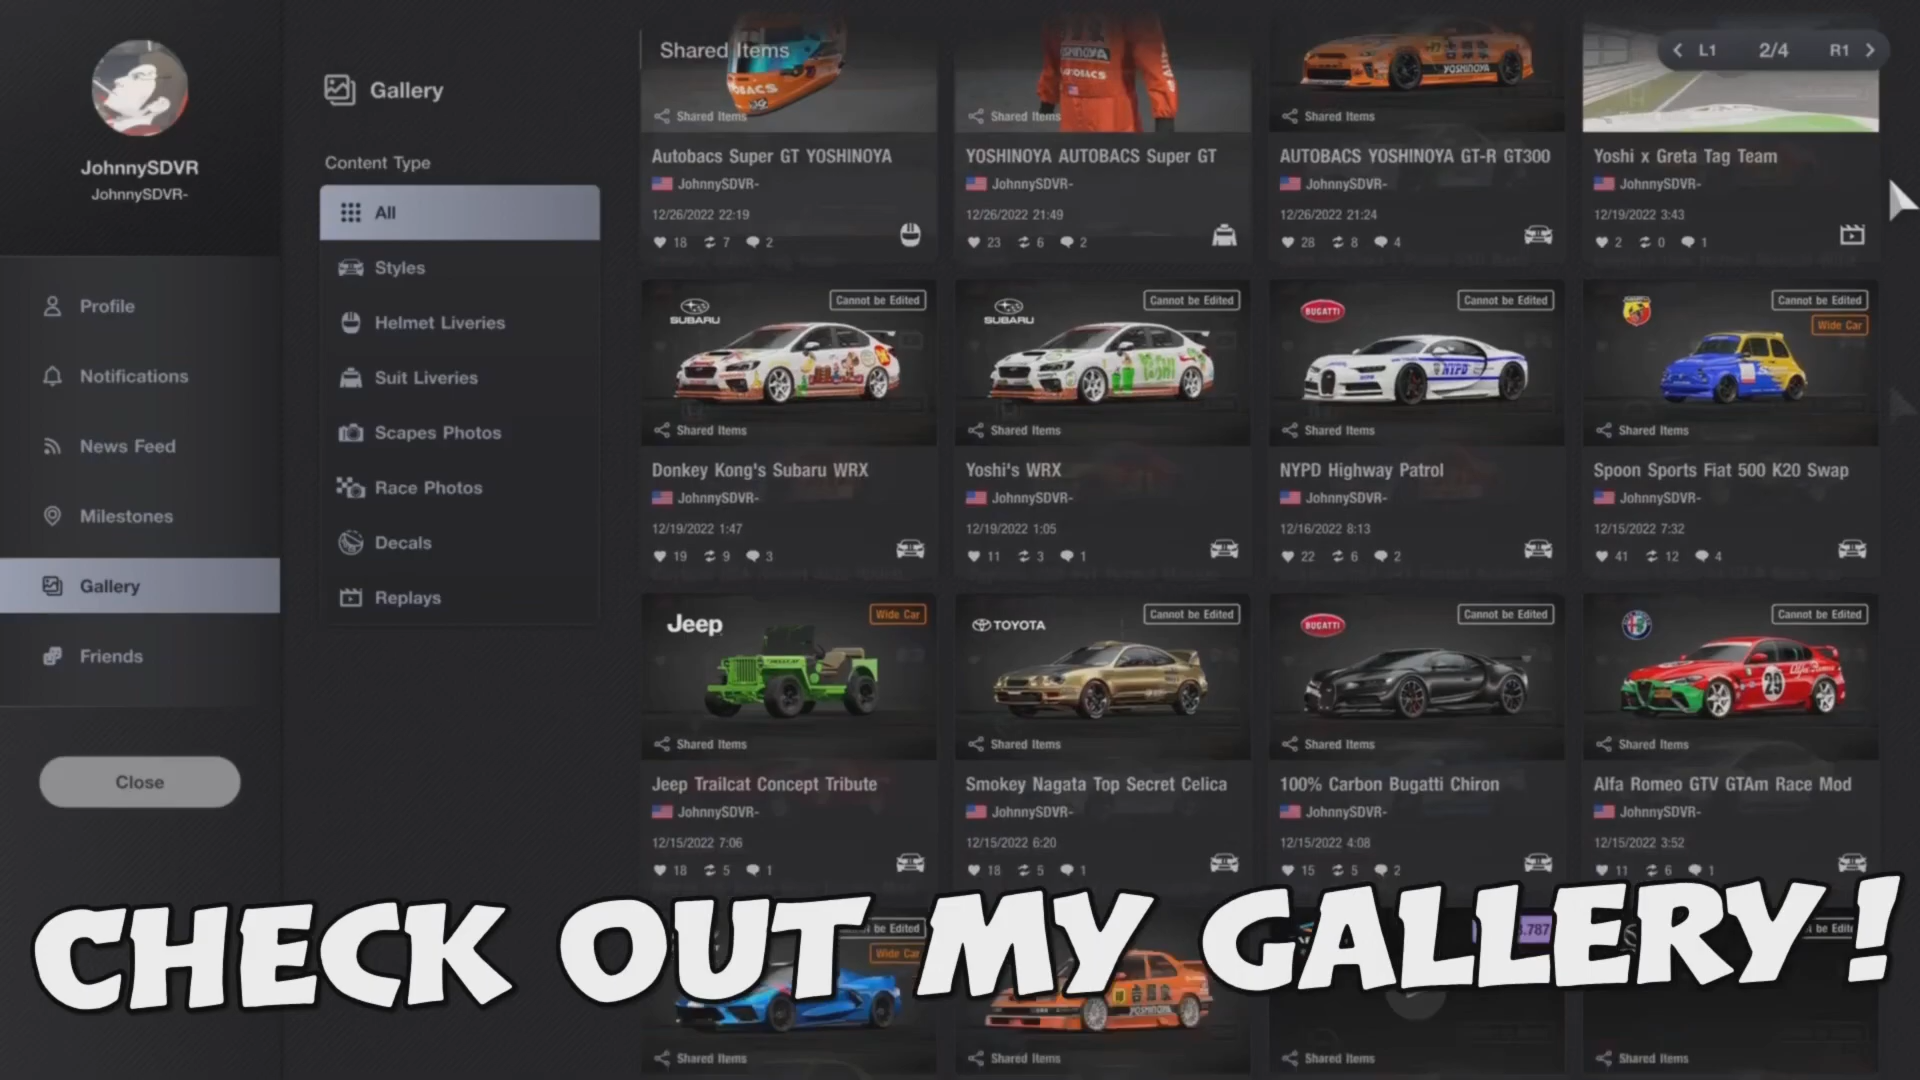 JohnnySDVR
JohnnySDVR-
Profile
Notifications
News Feed
Milestones
Gallery
Friends
Close
Gallery
Content Type
All
Styles
Helmet Liveries
Suit Liveries
Scapes Photos
Race Photos
Decals
Replays
Shared Items
L1 2/4 R1
Shared Items
Autobacs Super GT YOSHINOYA
JohnnySDVR-
12/26/2022 22:19
18 7 2
Shared Items
YOSHINOYA AUTOBACS Super GT
JohnnySDVR-
12/26/2022 21:49
23 6 2
YOSHINOYA
Shared Items
AUTOBACS YOSHINOYA GT-R GT300
JohnnySDVR-
12/26/2022 21:24
28 8 4
Yoshi x Greta Tag Team
JohnnySDVR-
12/19/2022 3:43
2 0 1
SUBARU
Cannot be Edited
Shared Items
Donkey Kong's Subaru WRX
JohnnySDVR-
12/19/2022 1:47
19 9 3
SUBARU
Cannot be Edited
Shared Items
Yoshi's WRX
JohnnySDVR-
12/19/2022 1:05
11 3 1
BUGATTI
Cannot be Edited
NYPD
Shared Items
NYPD Highway Patrol
JohnnySDVR-
12/16/2022 8:13
22 6 2
Cannot be Edited
Wide Car
Shared Items
Spoon Sports Fiat 500 K20 Swap
JohnnySDVR-
12/15/2022 7:32
41 12 4
Jeep
Wide Car
Shared Items
Jeep Trailcat Concept Tribute
JohnnySDVR-
12/15/2022 7:06
18 5 1
TOYOTA
Cannot be Edited
Shared Items
Smokey Nagata Top Secret Celica
JohnnySDVR-
12/15/2022 6:20
18 5 1
BUGATTI
Cannot be Edited
Shared Items
100% Carbon Bugatti Chiron
JohnnySDVR-
12/15/2022 4:08
15 5 2
Cannot be Edited
29
Shared Items
Alfa Romeo GTV GTAm Race Mod
JohnnySDVR-
12/15/2022 3:52
11 6 1
CHECK OUT MY GALLERY!
be Edited
Wide Car
Shared Items
吉野家
YOSHINOYA
Shared Items
.787
Shared Items
Shared Items